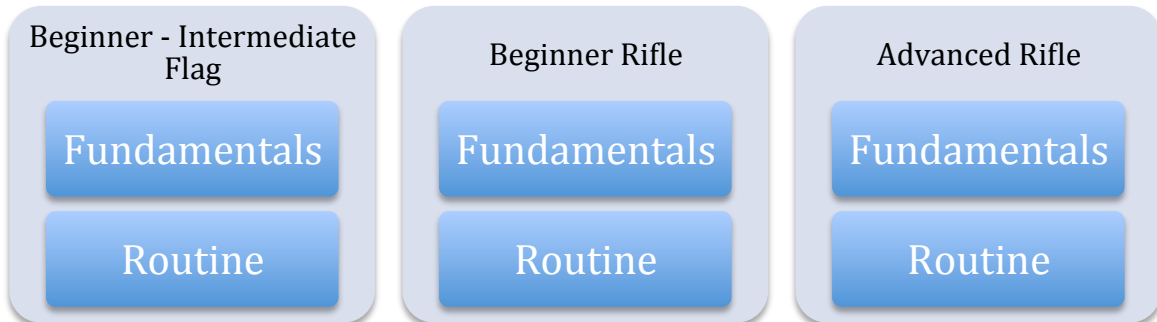 Beginner - Intermediate
Flag
Fundamentals
Routine
Beginner Rifle
Fundamentals
Routine
Advanced Rifle
Fundamentals
Routine